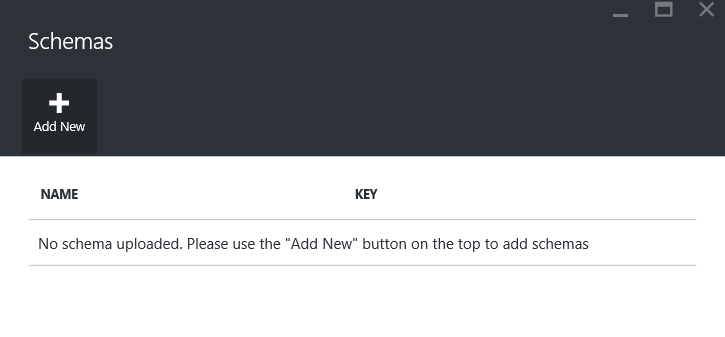 Schemas
Add New
NAME KEY
No schema uploaded. Please use the "Add New" button on the top to add schemas